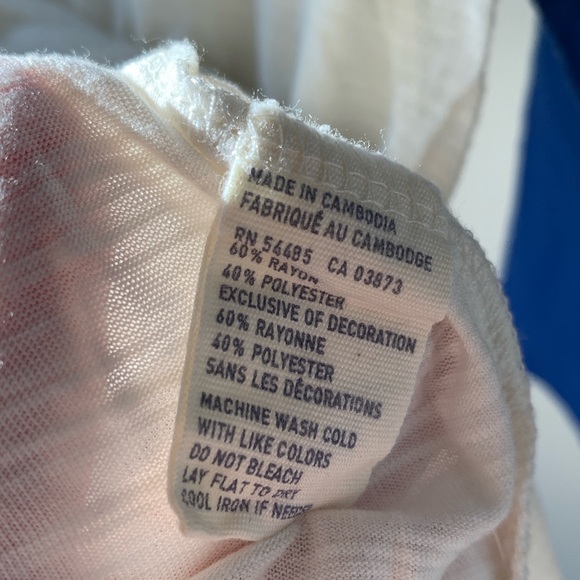 MADE IN CAMBODIA
FABRIQUÉ AU CAMBODGE
RN 54485 CA 03873
60% RAYON
40% POLYESTER
EXCLUSIVE OF DECORATION
60% RAYONNE
40% POLYESTER
SANS LES DÉCORATIONS
MACHINE WASH COLD
WITH LIKE COLORS
DO NOT BLEACH
LAY FLAT TO DRY
COOL IRON IF NEEDED